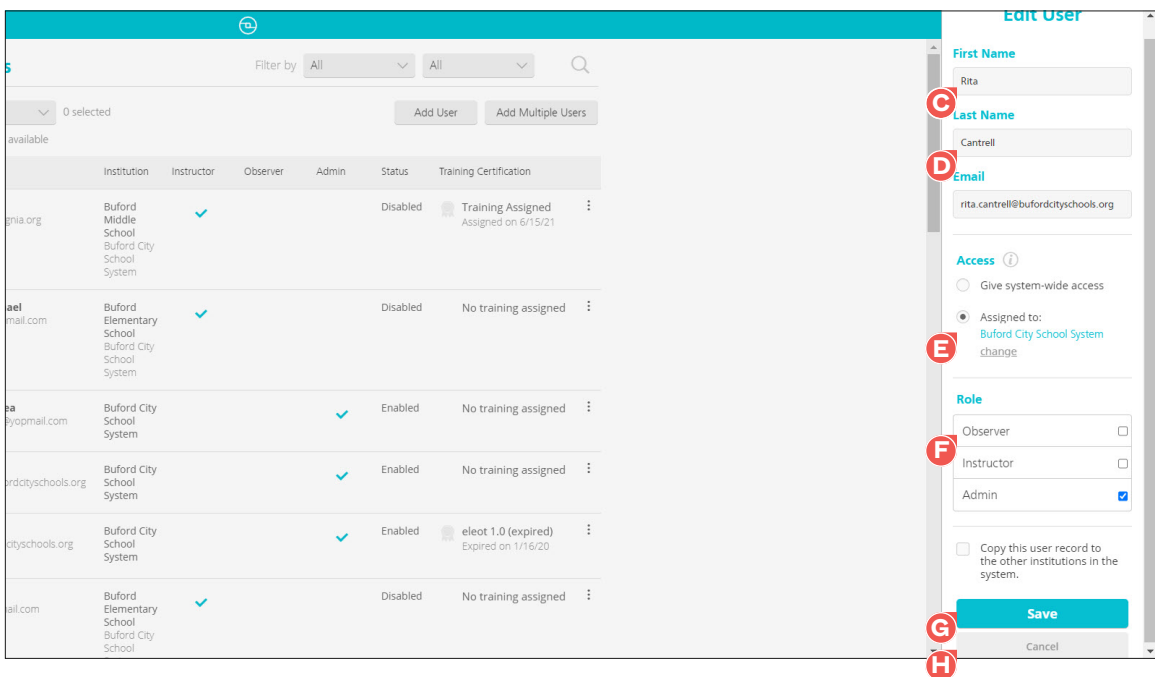 Edit User
s
Filter by All All
0 selected
Add User Add Multiple Users
available
Institution Instructor Observer Admin Status Training Certification
gnia.org
Buford
Middle
School
Buford City
School
System
Disabled
Training Assigned
Assigned on 6/15/21
ael
mail.com
Buford
Elementary
School
Buford City
School
System
Disabled
No training assigned
ea
@yopmail.com
Buford City
School
System
Enabled
No training assigned
ordcityschools.org
Buford City
School
System
Enabled
No training assigned
cityschools.org
Buford City
School
System
Enabled
eleot 1.0 (expired)
Expired on 1/16/20
ail.com
Buford
Elementary
School
Buford City
School
Disabled
No training assigned
First Name
Rita
C
Last Name
Cantrell
D
Email
rita.cantrell@bufordcityschools.org
Access i
Give system-wide access
Assigned to:
Buford City School System
E
change
Role
Observer
F
Instructor
Admin
Copy this user record to
the other institutions in the
system.
Save
G
Cancel
H